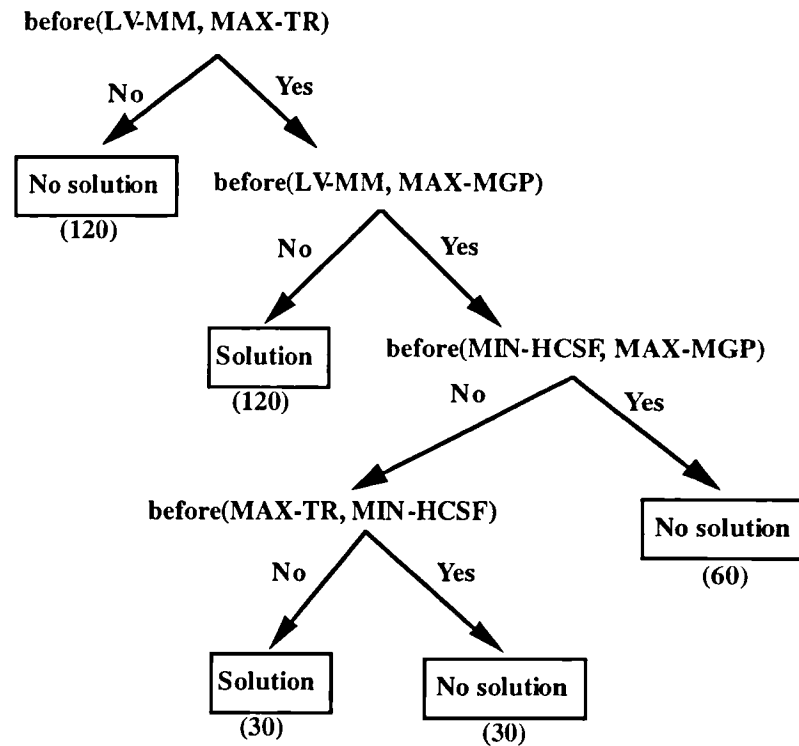 before(LV-MM, MAX-TR)
No
Yes
No solution
(120)
before(LV-MM, MAX-MGP)
No
Yes
Solution
(120)
before(MIN-HCSF, MAX-MGP)
No
Yes
before(MAX-TR, MIN-HCSF)
No solution
(60)
No
Yes
Solution
(30)
No solution
(30)